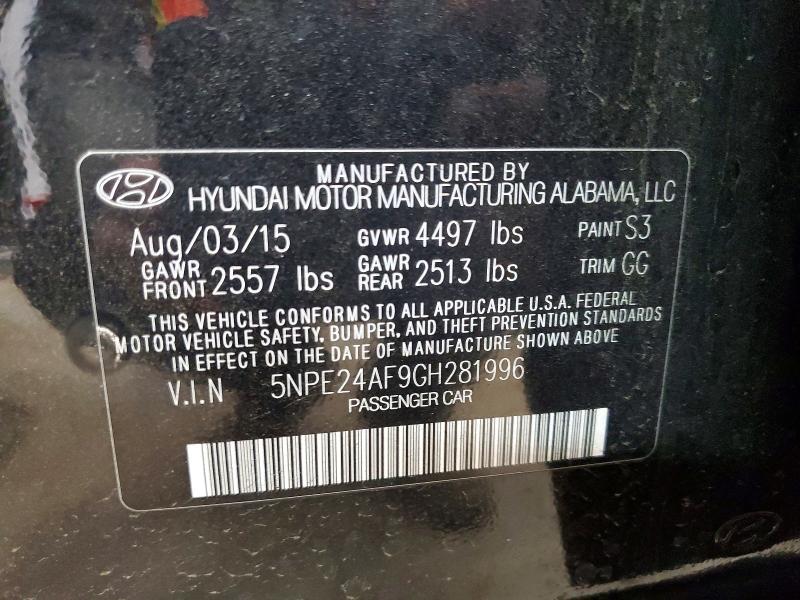 MANUFACTURED BY
HYUNDAI MOTOR MANUFACTURING ALABAMA, LLC
Aug/03/15 GVWR 4497 lbs PAINT S3
GAWR FRONT 2557 lbs GAWR REAR 2513 lbs TRIM GG
THIS VEHICLE CONFORMS TO ALL APPLICABLE U.S.A. FEDERAL
MOTOR VEHICLE SAFETY, BUMPER, AND THEFT PREVENTION STANDARDS
IN EFFECT ON THE DATE OF MANUFACTURE SHOWN ABOVE
V.I.N 5NPE24AF9GH281996
PASSENGER CAR